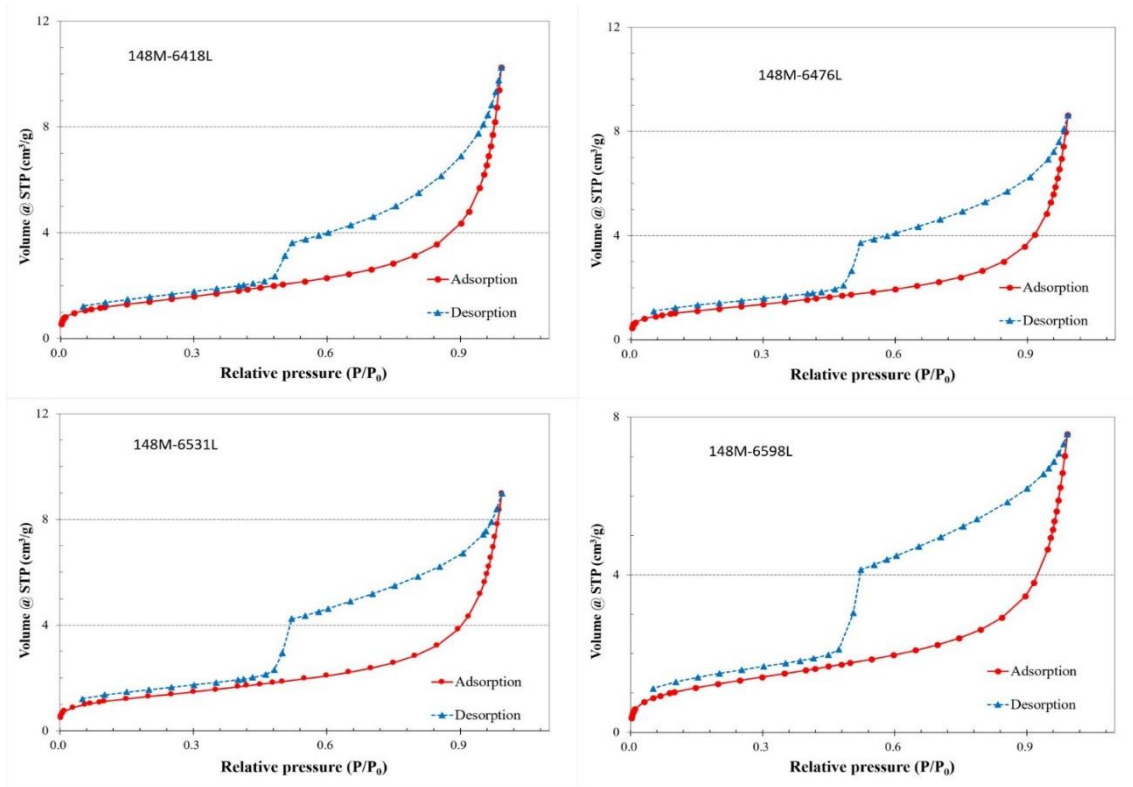 12
148M-6418L
Volume @ STP (cm³/g)
8
4
Adsorption
Desorption
0
0.0 0.3 0.6 0.9
Relative pressure (P/P₀)
12
148M-6476L
Volume @ STP (cm³/g)
8
4
Adsorption
Desorption
0
0.0 0.3 0.6 0.9
Relative pressure (P/P₀)
12
148M-6531L
Volume @ STP (cm³/g)
8
4
Adsorption
Desorption
0
0.0 0.3 0.6 0.9
Relative pressure (P/P₀)
8
148M-6598L
Volume @ STP (cm³/g)
4
Adsorption
Desorption
0
0.0 0.3 0.6 0.9
Relative pressure (P/P₀)